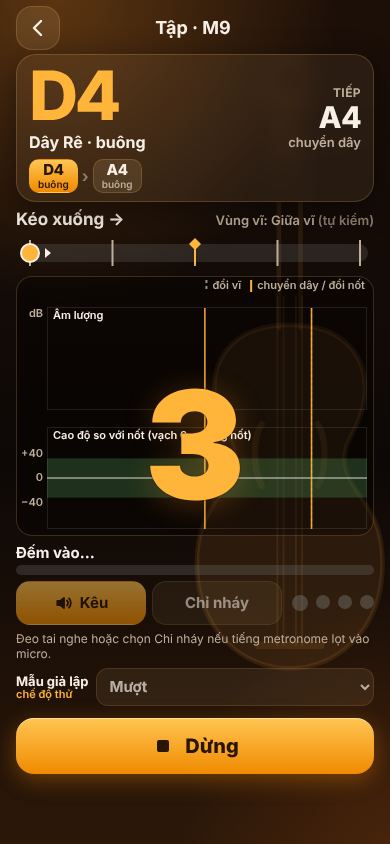 Tập · M9
D4
TIẾP
A4
Dây Rê · buông
chuyển dây
D4
buông
›
A4
buông
Kéo xuống →
Vùng vĩ: Giữa vĩ (tự kiểm)
đổi vĩ
chuyển dây / đổi nốt
dB
Âm lượng
3
Cao độ so với nốt (vạch
nốt)
+40
0
−40
Đếm vào...
Kêu
Chỉ nháy
Đeo tai nghe hoặc chọn Chỉ nháy nếu tiếng metronome lọt vào
micro.
Mẫu giả lập
chế độ thử
Mượt
Dừng